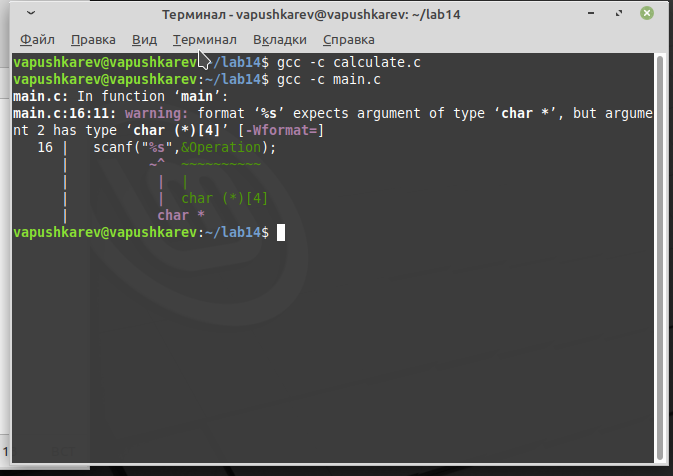 Терминал - vapushkarev@vapushkarev: ~/lab14
Файл Правка Вид Терминал Вкладки Справка
vapushkarev@vapushkarev:~/lab14$ gcc -c calculate.c
vapushkarev@vapushkarev:~/lab14$ gcc -c main.c
main.c: In function ‘main’:
main.c:16:11: warning: format ‘%s’ expects argument of type ‘char *’, but argume
nt 2 has type ‘char (*)[4]’ [-Wformat=]
   16 |   scanf("%s",&Operation);
      |          ~^  ~~~~~~~~~~
      |           |  |
      |           |  char (*)[4]
      |           char *
vapushkarev@vapushkarev:~/lab14$
1